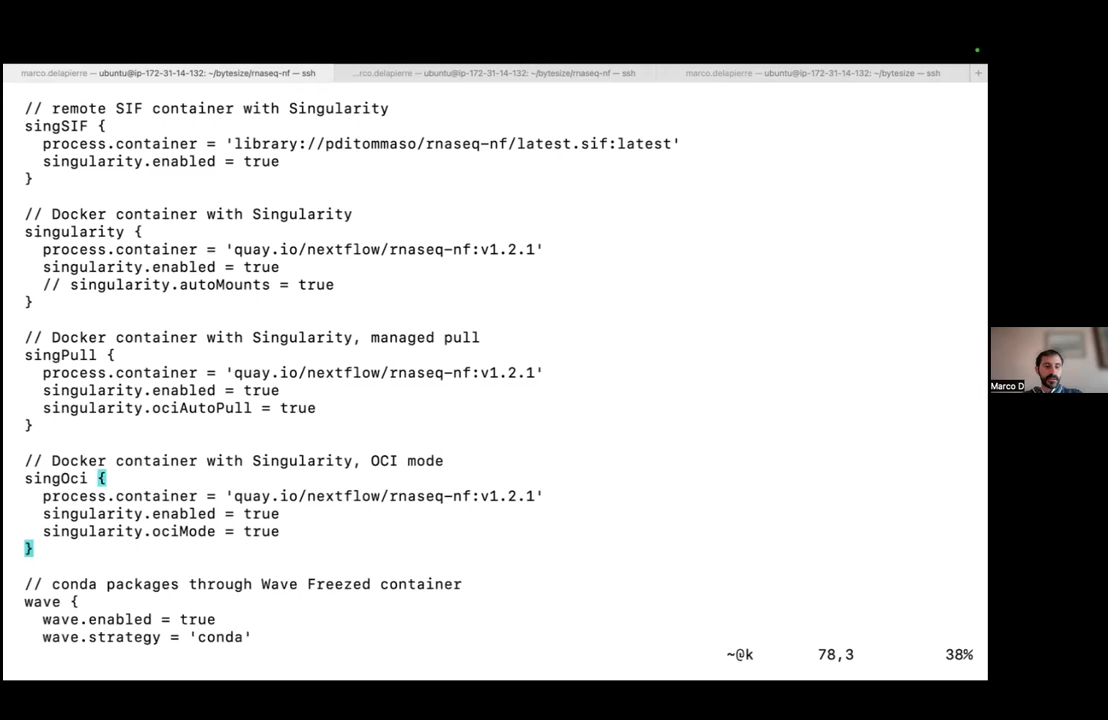 marco.delapierre — ubuntu@ip-172-31-14-132: ~/bytesize/rnaseq-nf — ssh
...rco.delapierre — ubuntu@ip-172-31-14-132: ~/bytesize/rnaseq-nf — ssh
marco.delapierre — ubuntu@ip-172-31-14-132: ~/bytesize — ssh
+
// remote SIF container with Singularity
singSIF {
process.container = 'library://pditommaso/rnaseq-nf/latest.sif:latest'
singularity.enabled = true
}
// Docker container with Singularity
singularity {
process.container = 'quay.io/nextflow/rnaseq-nf:v1.2.1'
singularity.enabled = true
// singularity.autoMounts = true
}
// Docker container with Singularity, managed pull
singPull {
process.container = 'quay.io/nextflow/rnaseq-nf:v1.2.1'
singularity.enabled = true
singularity.ociAutoPull = true
}
// Docker container with Singularity, OCI mode
singOci {
process.container = 'quay.io/nextflow/rnaseq-nf:v1.2.1'
singularity.enabled = true
singularity.ociMode = true
}
// conda packages through Wave Freezed container
wave {
wave.enabled = true
wave.strategy = 'conda'
~@k 78,3 38%
Marco D